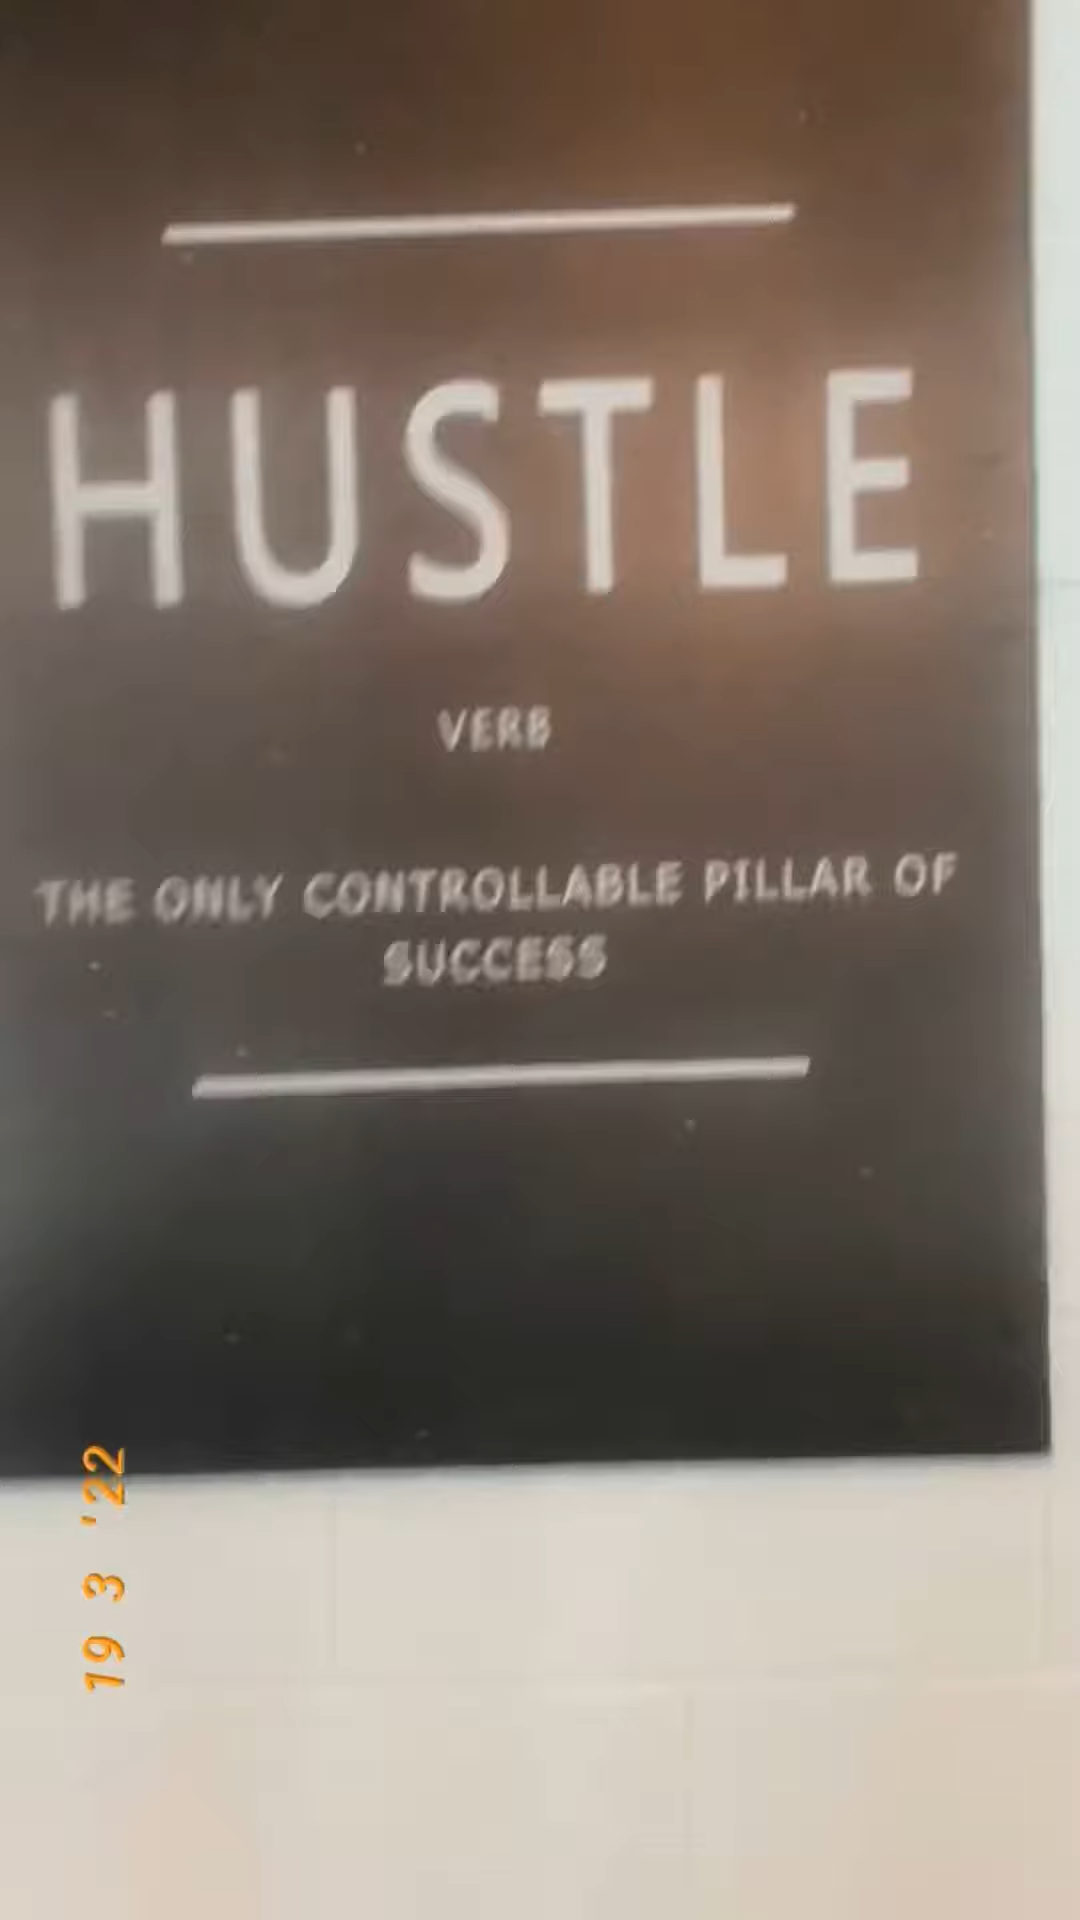 HUSTLE
VERB
THE ONLY CONTROLLABLE PILLAR OF
SUCCESS
19 3 '22